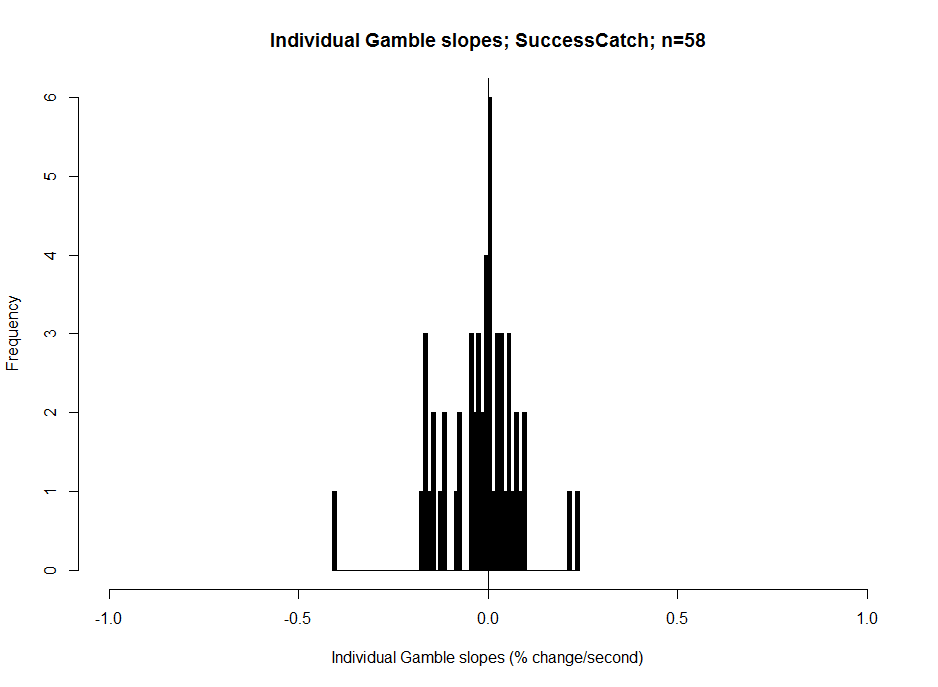 Individual Gamble slopes; SuccessCatch; n=58
6
5
4
3
2
1
0
Frequency
-1.0 -0.5 0.0 0.5 1.0
Individual Gamble slopes (% change/second)